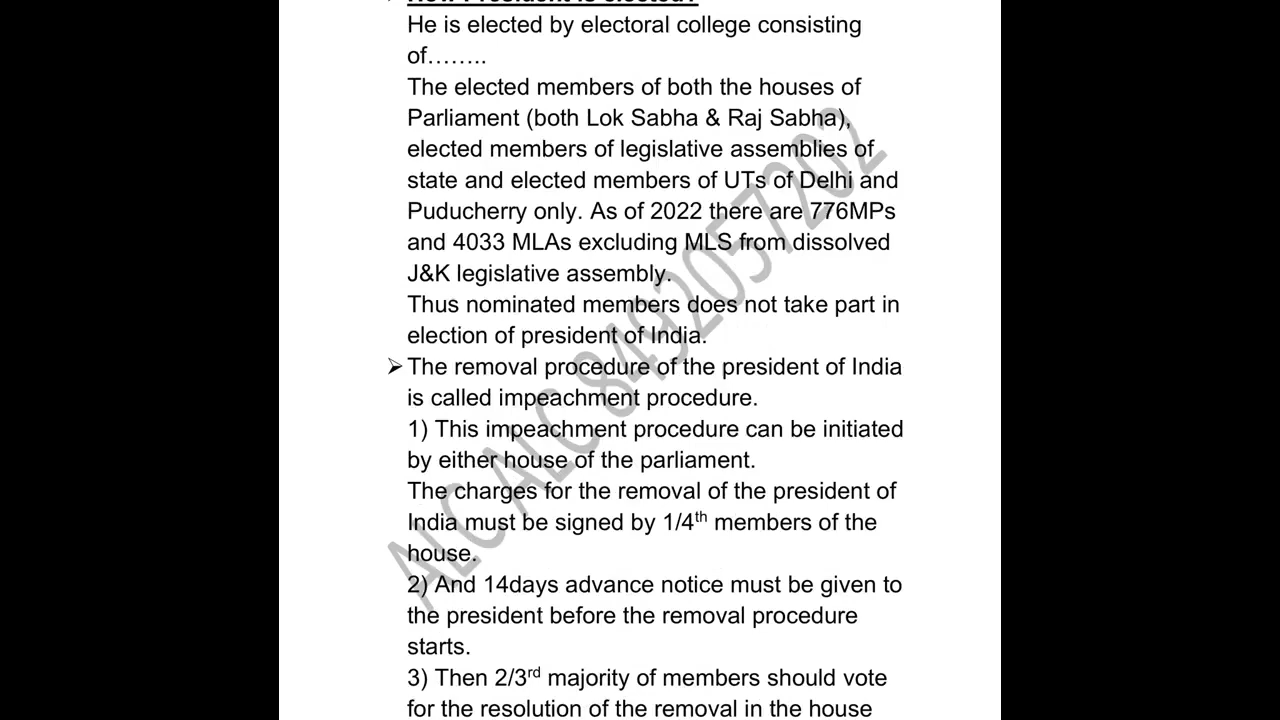 How President is elected?
He is elected by electoral college consisting
of........
The elected members of both the houses of
Parliament (both Lok Sabha & Raj Sabha),
elected members of legislative assemblies of
state and elected members of UTs of Delhi and
Puducherry only. As of 2022 there are 776MPs
and 4033 MLAs excluding MLS from dissolved
J&K legislative assembly.
Thus nominated members does not take part in
election of president of India.
➢ The removal procedure of the president of India
is called impeachment procedure.
1) This impeachment procedure can be initiated
by either house of the parliament.
The charges for the removal of the president of
India must be signed by 1/4th members of the
house.
2) And 14days advance notice must be given to
the president before the removal procedure
starts.
3) Then 2/3rd majority of members should vote
for the resolution of the removal in the house
ALC ALC 8492057202